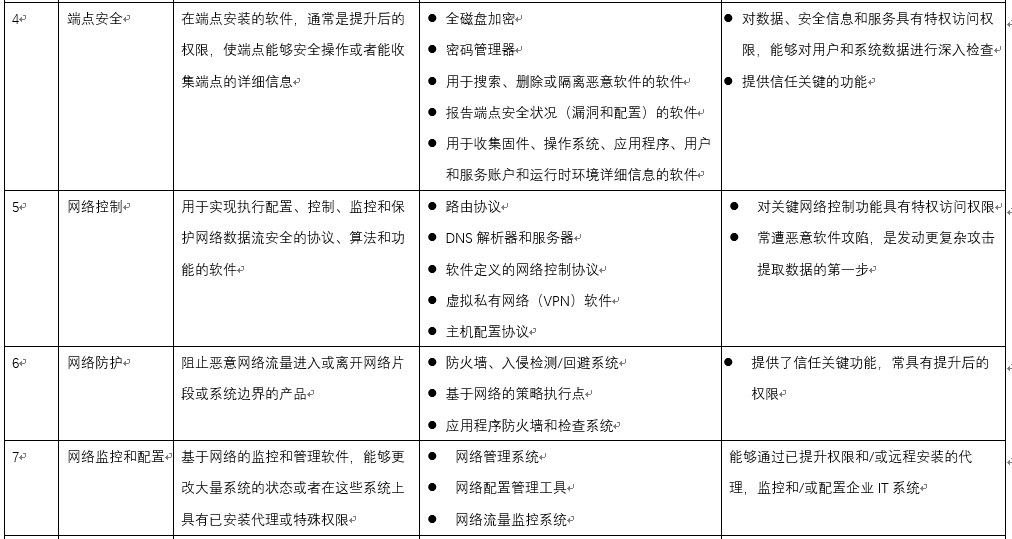 4
端点安全
在端点安装的软件，通常是提升后的
权限，使端点能够安全操作或者能收
集端点的详细信息
● 全磁盘加密
● 密码管理器
● 用于搜索、删除或隔离恶意软件的软件
● 报告端点安全状况（漏洞和配置）的软件
● 用于收集固件、操作系统、应用程序、用户
和服务账户和运行时环境详细信息的软件
● 对数据、安全信息和服务具有特权访问权
限，能够对用户和系统数据进行深入检查
● 提供信任关键的功能
5
网络控制
用于实现执行配置、控制、监控和保
护网络数据流安全的协议、算法和功
能的软件
● 路由协议
● DNS 解析器和服务器
● 软件定义的网络控制协议
● 虚拟私有网络（VPN）软件
● 主机配置协议
● 对关键网络控制功能具有特权访问权限
● 常遭恶意软件攻陷，是发动更复杂攻击
提取数据的第一步
6
网络防护
阻止恶意网络流量进入或离开网络片
段或系统边界的产品
● 防火墙、入侵检测/回避系统
● 基于网络的策略执行点
● 应用程序防火墙和检查系统
● 提供了信任关键功能，常具有提升后的
权限
7
网络监控和配置
基于网络的监控和管理软件，能够更
改大量系统的状态或者在这些系统上
具有已安装代理或特殊权限
● 网络管理系统
● 网络配置管理工具
● 网络流量监控系统
能够通过已提升权限和/或远程安装的代
理，监控和/或配置企业 IT 系统